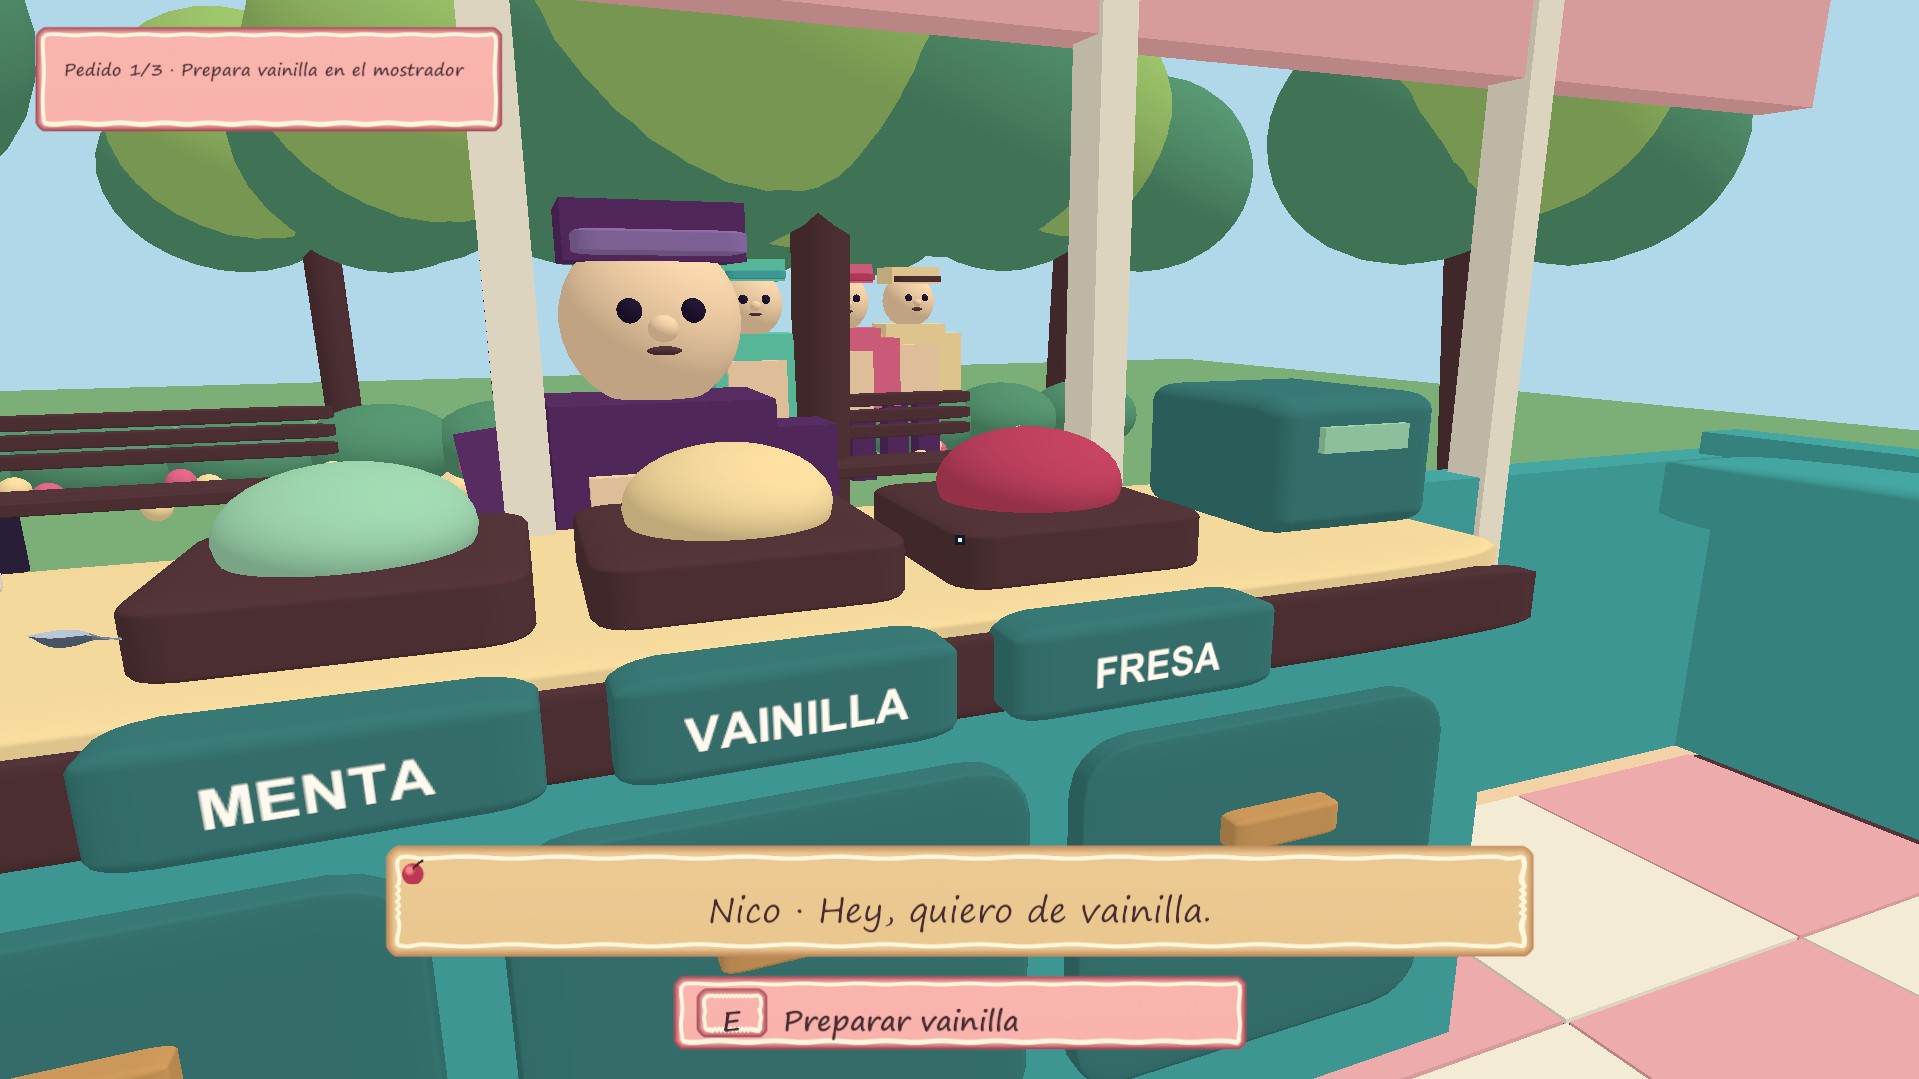 Pedido 1/3 · Prepara vainilla en el mostrador
MENTA
VAINILLA
FRESA
Nico · Hey, quiero de vainilla.
E Preparar vainilla